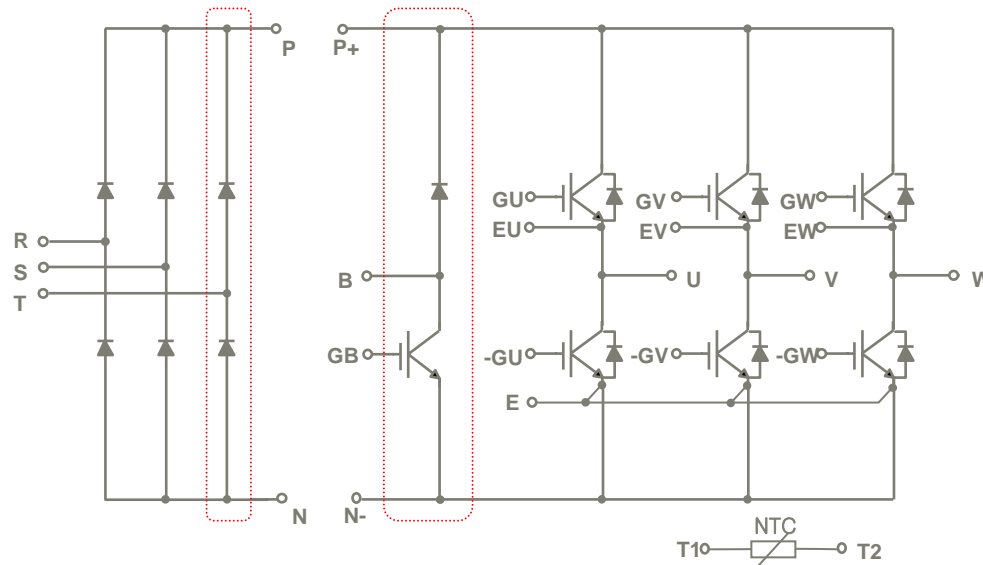 P P+
GU GV GW
EU EV EW
R
S
T
B U V W
GB -GU -GV -GW
E
N N-
NTC
T1 T2